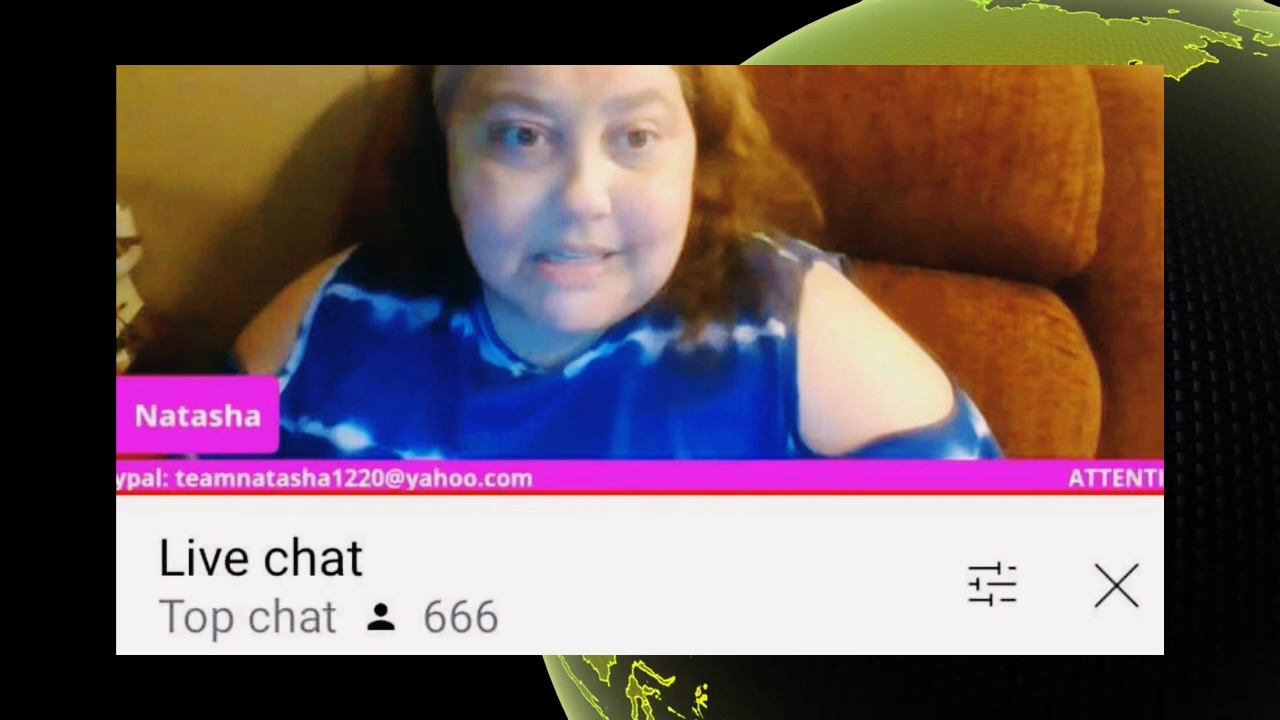 Natasha
ypal: teamnatasha1220@yahoo.com
ATTENTI
Live chat
Top chat 666